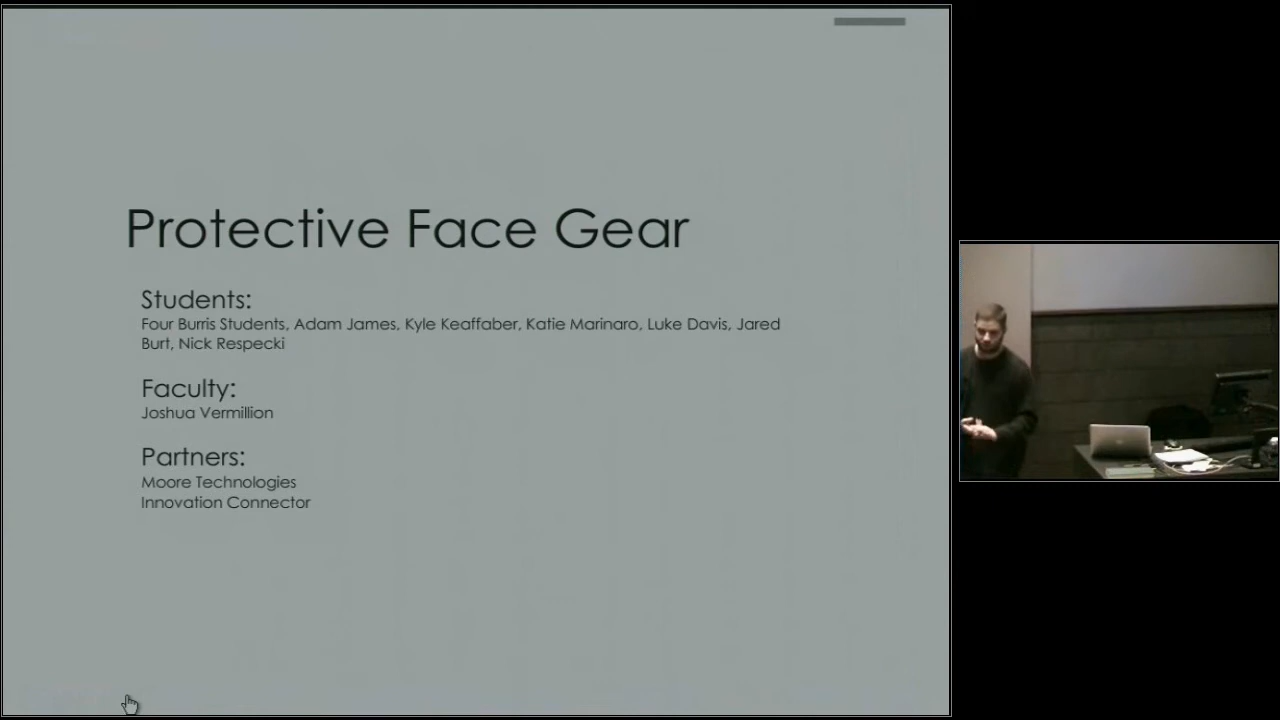 Protective Face Gear
Students:
Four Burris Students, Adam James, Kyle Keaffaber, Katie Marinaro, Luke Davis, Jared
Burt, Nick Respecki
Faculty:
Joshua Vermillion
Partners:
Moore Technologies
Innovation Connector